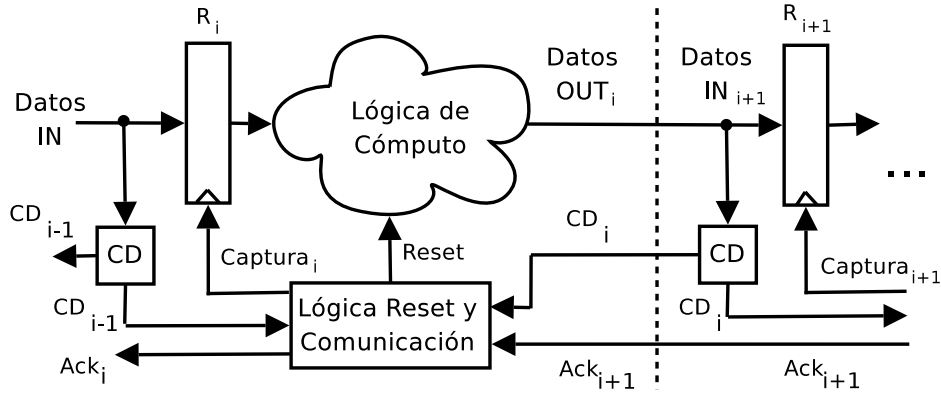 R i
R i+1
Datos
IN
Lógica de
Cómputo
Datos
OUT i
Datos
IN i+1
...
CD i-1
CD
Captura i
Reset
CD i
CD
Captura i+1
CD i-1
Lógica Reset y
Comunicación
CD i
Ack i
Ack i+1
Ack i+1